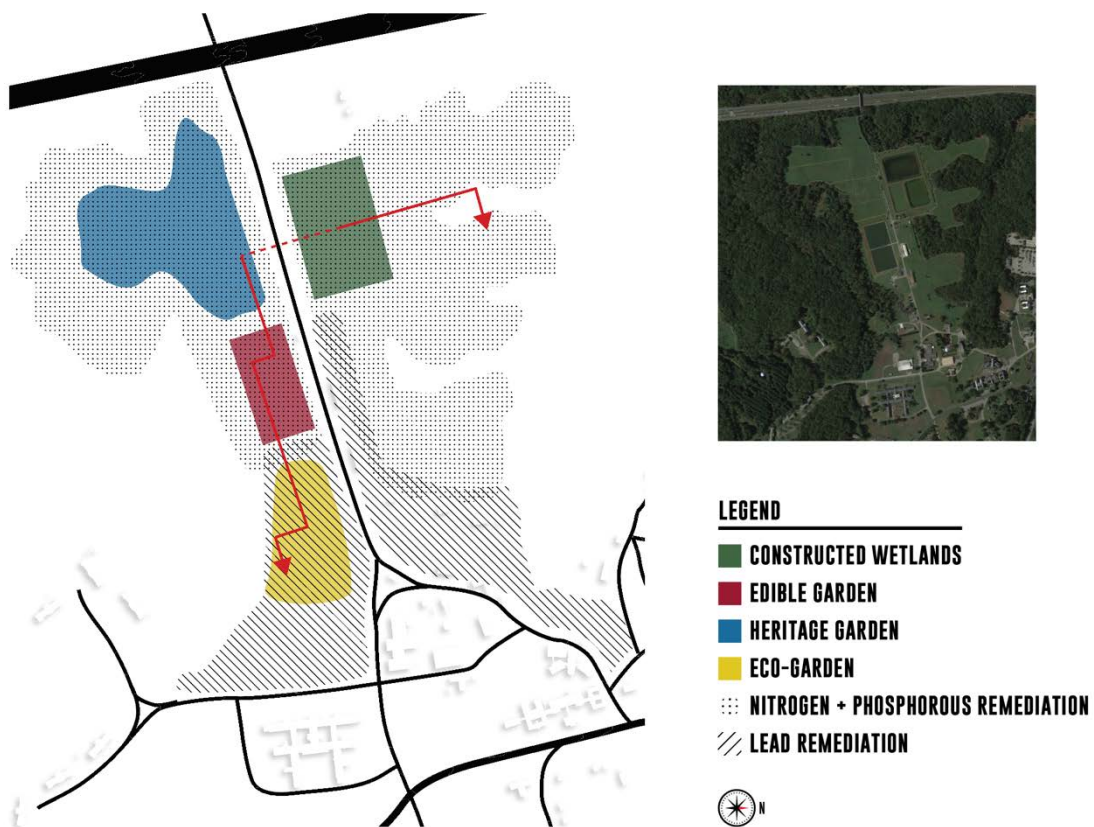 LEGEND
CONSTRUCTED WETLANDS
EDIBLE GARDEN
HERITAGE GARDEN
ECO-GARDEN
NITROGEN + PHOSPHOROUS REMEDIATION
LEAD REMEDIATION
N